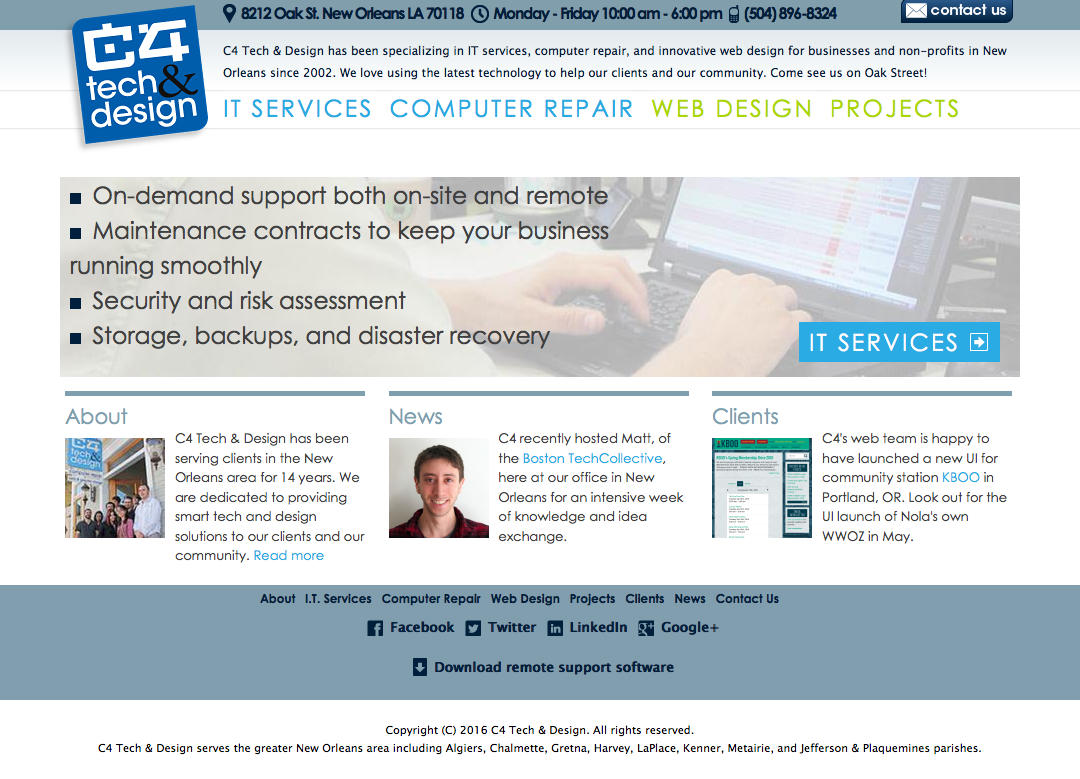 C4
tech &
design
8212 Oak St. New Orleans LA 70118 Monday - Friday 10:00 am - 6:00 pm (504) 896-8324
contact us
C4 Tech & Design has been specializing in IT services, computer repair, and innovative web design for businesses and non-profits in New
Orleans since 2002. We love using the latest technology to help our clients and our community. Come see us on Oak Street!
IT SERVICES COMPUTER REPAIR WEB DESIGN PROJECTS
On-demand support both on-site and remote
Maintenance contracts to keep your business
running smoothly
Security and risk assessment
Storage, backups, and disaster recovery
IT SERVICES
About
C4
tech &
design
C4 Tech & Design has been
serving clients in the New
Orleans area for 14 years. We
are dedicated to providing
smart tech and design
solutions to our clients and our
community. Read more
News
C4 recently hosted Matt, of
the Boston TechCollective,
here at our office in New
Orleans for an intensive week
of knowledge and idea
exchange.
Clients
KBOO
C4's web team is happy to
have launched a new UI for
community station KBOO in
Portland, OR. Look out for the
UI launch of Nola's own
WWOZ in May.
About I.T. Services Computer Repair Web Design Projects Clients News Contact Us
Facebook Twitter LinkedIn Google+
Download remote support software
Copyright (C) 2016 C4 Tech & Design. All rights reserved.
C4 Tech & Design serves the greater New Orleans area including Algiers, Chalmette, Gretna, Harvey, LaPlace, Kenner, Metairie, and Jefferson & Plaquemines parishes.